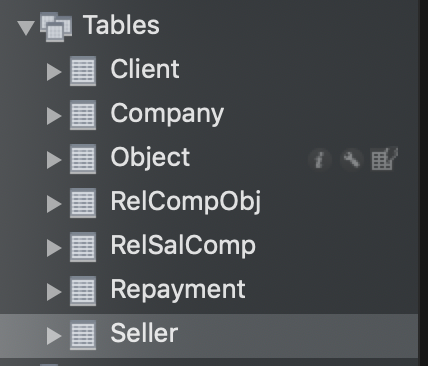 Tables
Client
Company
Object
RelCompObj
RelSalComp
Repayment
Seller